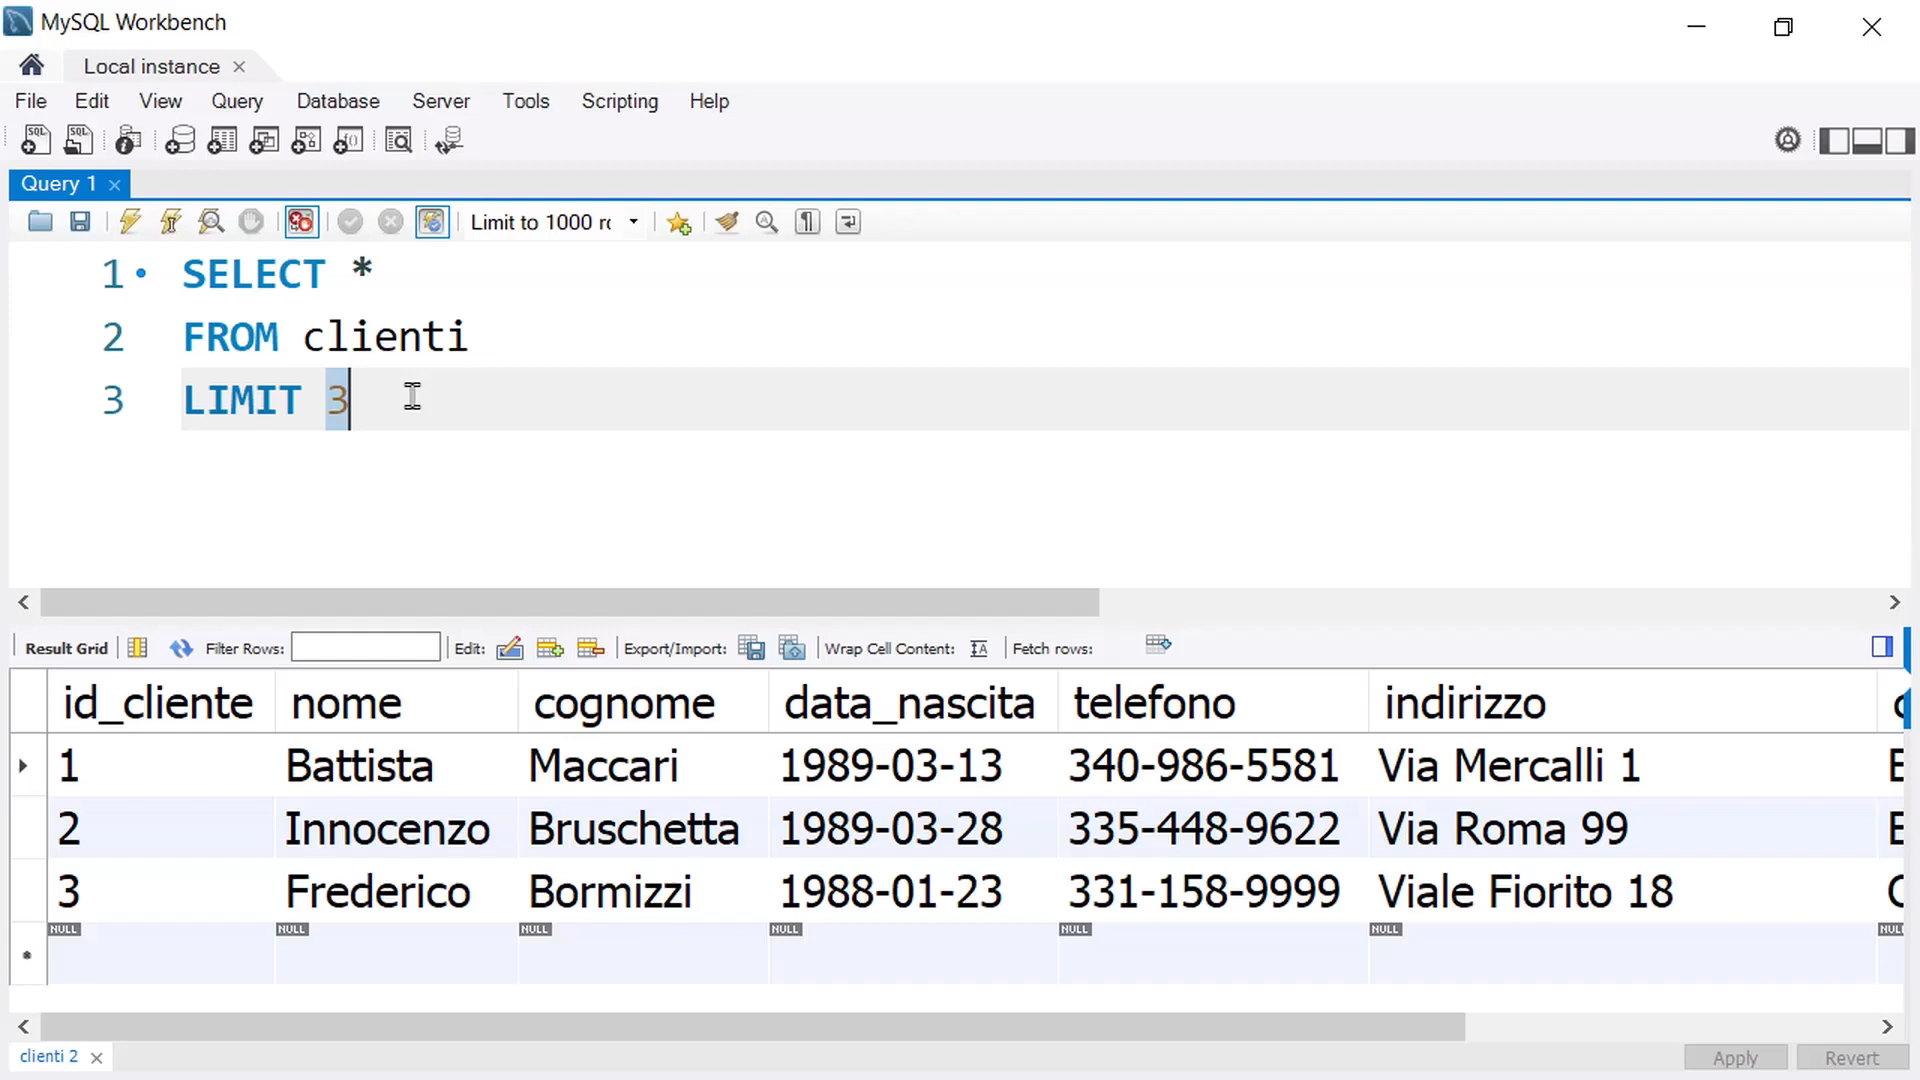 MySQL Workbench
Local instance
File Edit View Query Database Server Tools Scripting Help
Query 1
Limit to 1000 rc
1 SELECT *
2 FROM clienti
3 LIMIT 3
Result Grid Filter Rows: Edit: Export/Import: Wrap Cell Content: Fetch rows:
id_cliente nome cognome data_nascita telefono indirizzo
1 Battista Maccari 1989-03-13 340-986-5581 Via Mercalli 1
2 Innocenzo Bruschetta 1989-03-28 335-448-9622 Via Roma 99
3 Frederico Bormizzi 1988-01-23 331-158-9999 Viale Fiorito 18
NULL NULL NULL NULL NULL NULL
clienti 2
Apply Revert